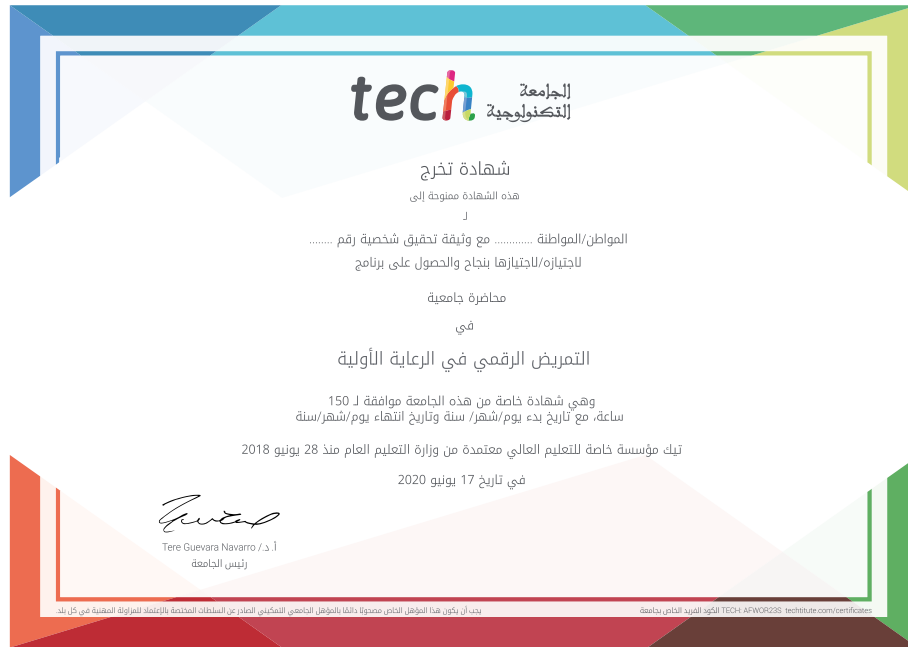 tech الجامعة
التكنولوجية
شهادة تخرج
هذه الشهادة ممنوحة إلى
لـ
المواطن/المواطنة ............. مع وثيقة تحقيق شخصية رقم ........
لاجتيازه/لاجتيازها بنجاح والحصول على برنامج
محاضرة جامعية
في
التمريض الرقمي في الرعاية الأولية
وهي شهادة خاصة من هذه الجامعة موافقة لـ 150
ساعة، مع تاريخ بدء يوم/شهر/ سنة وتاريخ انتهاء يوم/شهر/سنة
تيك مؤسسة خاصة للتعليم العالي معتمدة من وزارة التعليم العام منذ 28 يونيو 2018
في تاريخ 17 يونيو 2020
أ. د./ Tere Guevara Navarro
رئيس الجامعة
يجب أن يكون هذا المؤهل الخاص مصحوبًا دائمًا بالمؤهل الجامعي التمكيني الصادر عن السلطات المختصة بالإعتماد للمزاولة المهنية في كل بلد.
الكود الفريد الخاص بجامعة TECH: AFWOR23S techtitute.com/certificates